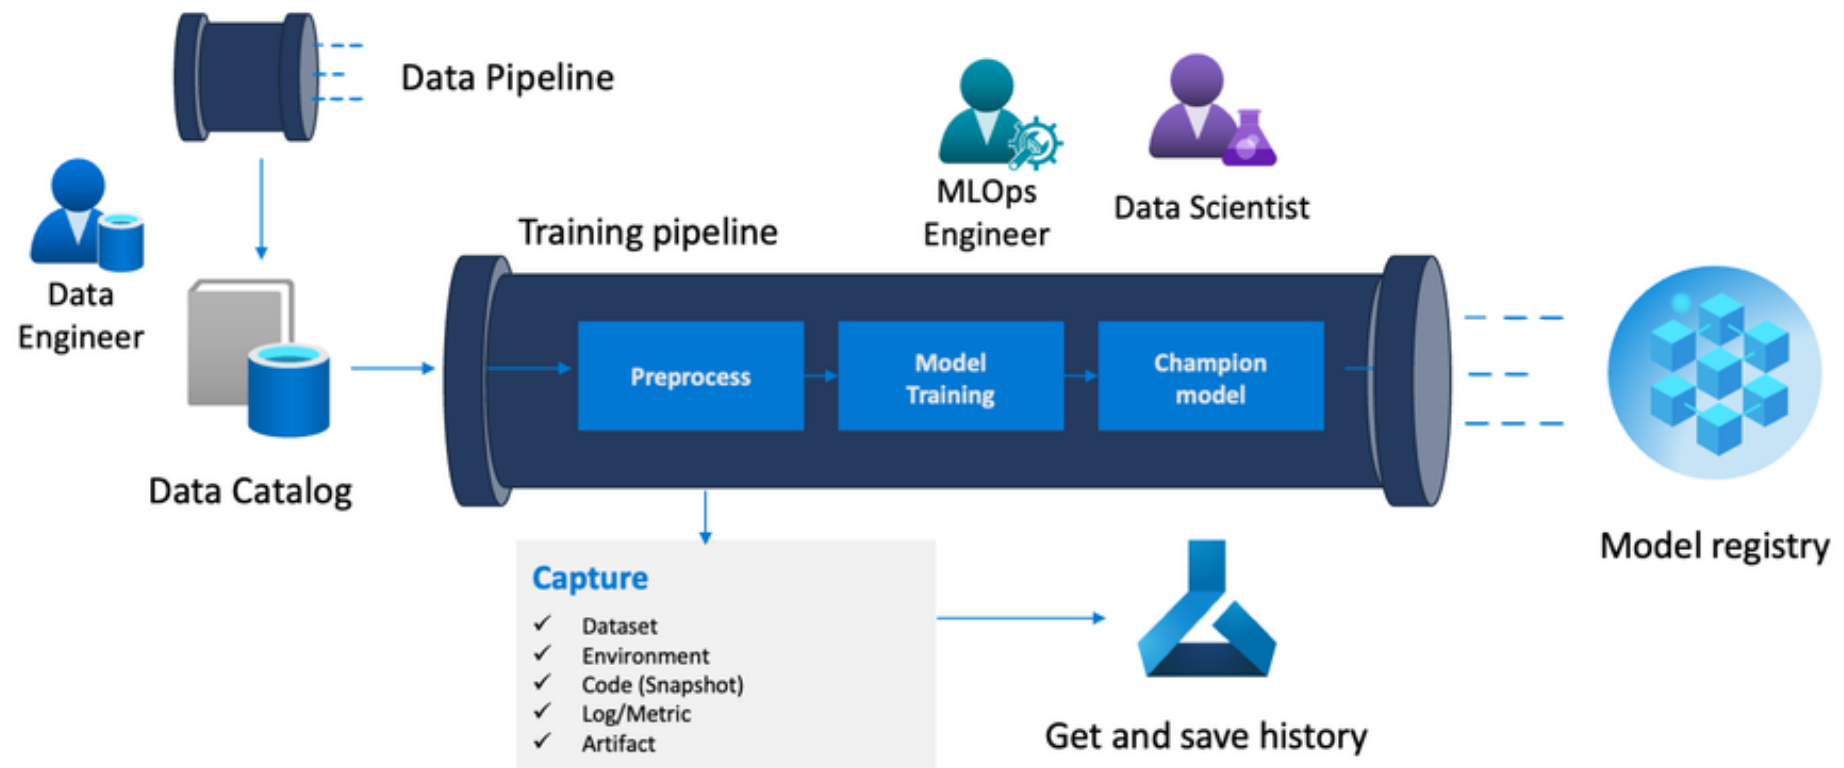 Data Pipeline
Data
Engineer
Data Catalog
Training pipeline
MLOps
Engineer
Data Scientist
Preprocess
Model
Training
Champion
model
Model registry
Capture
✓ Dataset
✓ Environment
✓ Code (Snapshot)
✓ Log/Metric
✓ Artifact
Get and save history